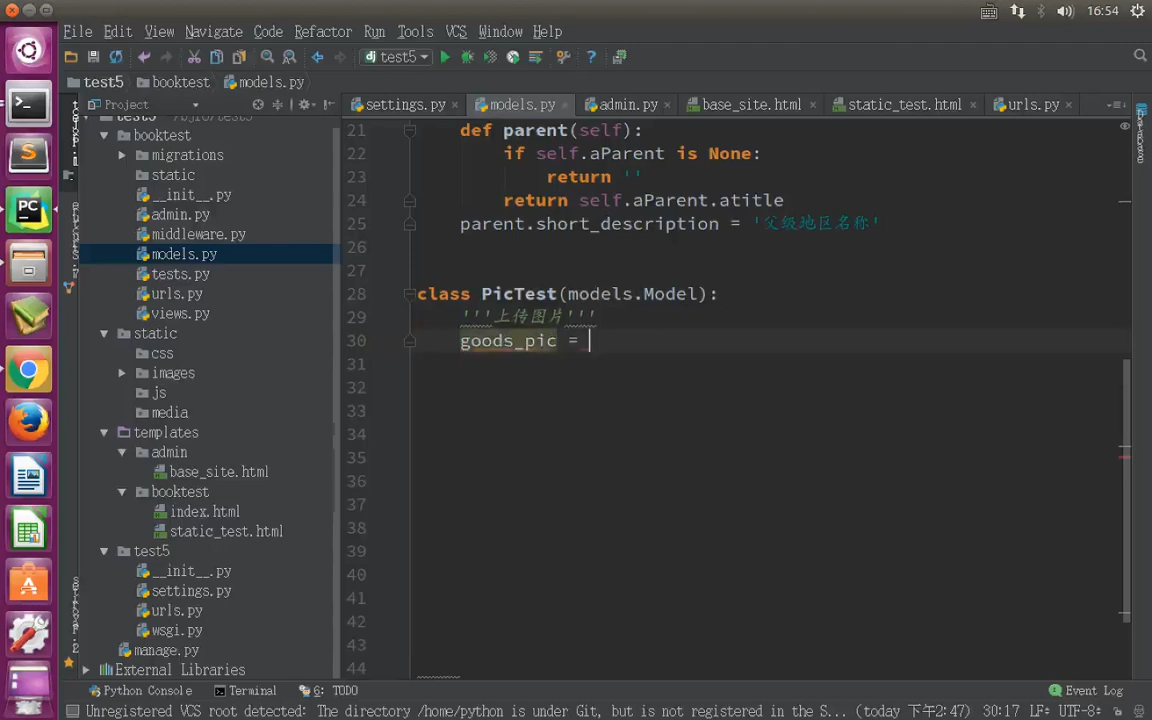 16:54
File Edit View Navigate Code Refactor Run Tools VCS Window Help
test5
test5 booktest models.py
Project
settings.py models.py admin.py base_site.html static_test.html urls.py
booktest
migrations
static
__init__.py
admin.py
middleware.py
models.py
tests.py
urls.py
views.py
static
css
images
js
media
templates
admin
base_site.html
booktest
index.html
static_test.html
test5
__init__.py
settings.py
urls.py
wsgi.py
manage.py
External Libraries
21 def parent(self):
22 if self.aParent is None:
23 return ''
24 return self.aParent.atitle
25 parent.short_description = '父级地区名称'
26
27
28 class PicTest(models.Model):
29 '''上传图片'''
30 goods_pic =
31
32
33
34
35
36
37
38
39
40
41
42
43
44
Python Console Terminal 6: TODO Event Log
Unregistered VCS root detected: The directory /home/python is under Git, but is not registered in the S... (today 下午2:47) 30:17 LF÷ UTF-8÷